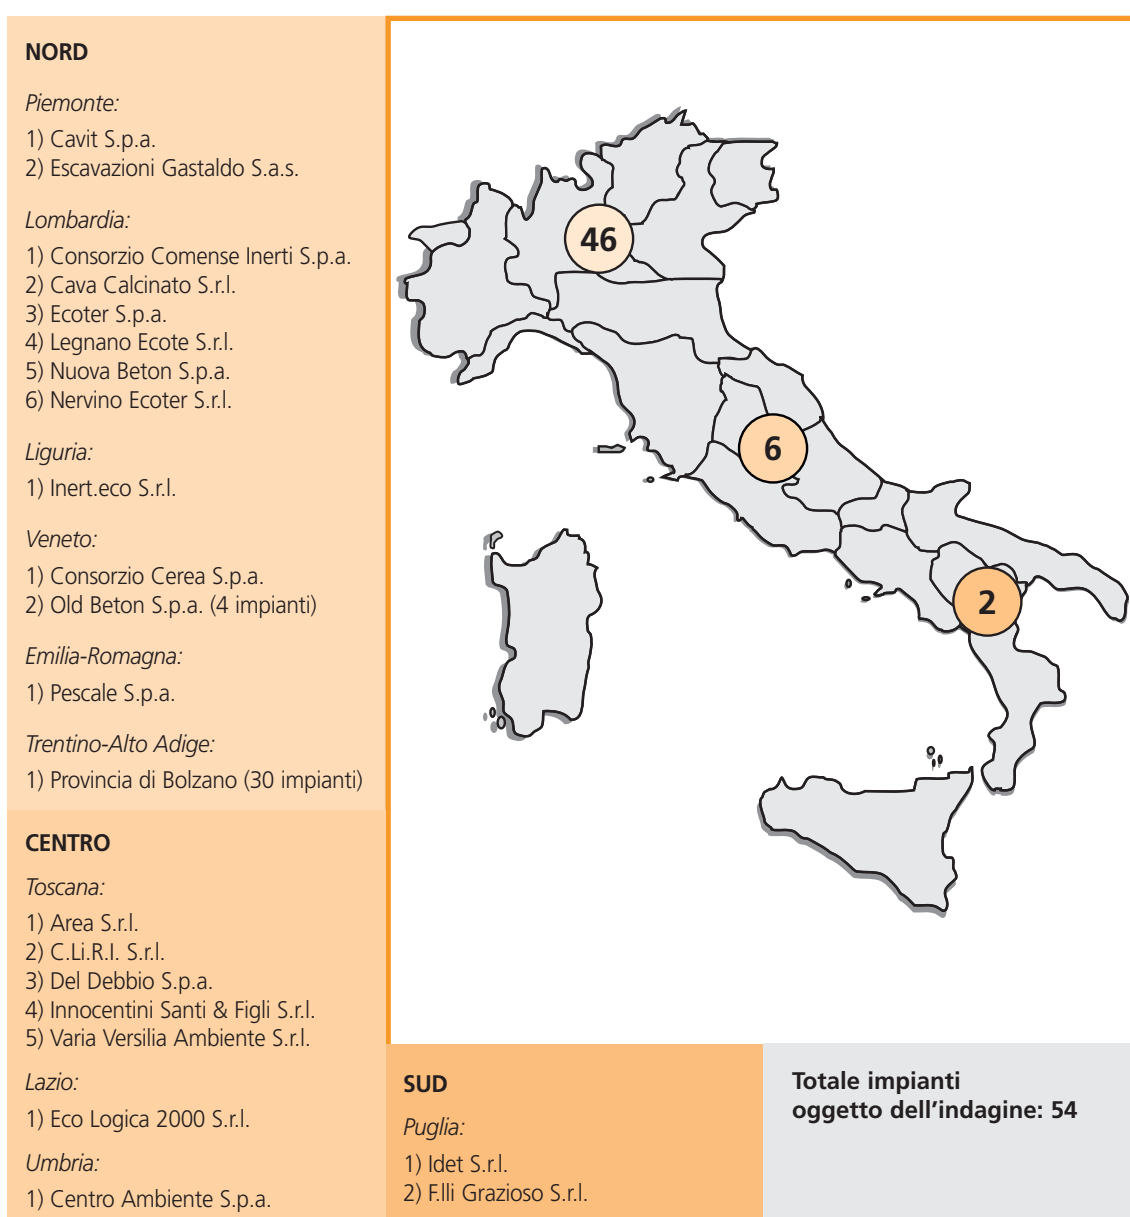 NORD
Piemonte:
1) Cavit S.p.a.
2) Escavazioni Gastaldo S.a.s.
Lombardia:
1) Consorzio Comense Inerti S.p.a.
2) Cava Calcinato S.r.l.
3) Ecoter S.p.a.
4) Legnano Ecote S.r.l.
5) Nuova Beton S.p.a.
6) Nervino Ecoter S.r.l.
Liguria:
1) Inert.eco S.r.l.
Veneto:
1) Consorzio Cerea S.p.a.
2) Old Beton S.p.a. (4 impianti)
Emilia-Romagna:
1) Pescale S.p.a.
Trentino-Alto Adige:
1) Provincia di Bolzano (30 impianti)
CENTRO
Toscana:
1) Area S.r.l.
2) C.Li.R.I. S.r.l.
3) Del Debbio S.p.a.
4) Innocentini Santi & Figli S.r.l.
5) Varia Versilia Ambiente S.r.l.
Lazio:
1) Eco Logica 2000 S.r.l.
Umbria:
1) Centro Ambiente S.p.a.
46
6
2
SUD
Puglia:
1) Idet S.r.l.
2) F.lli Grazioso S.r.l.
Totale impianti
oggetto dell'indagine: 54